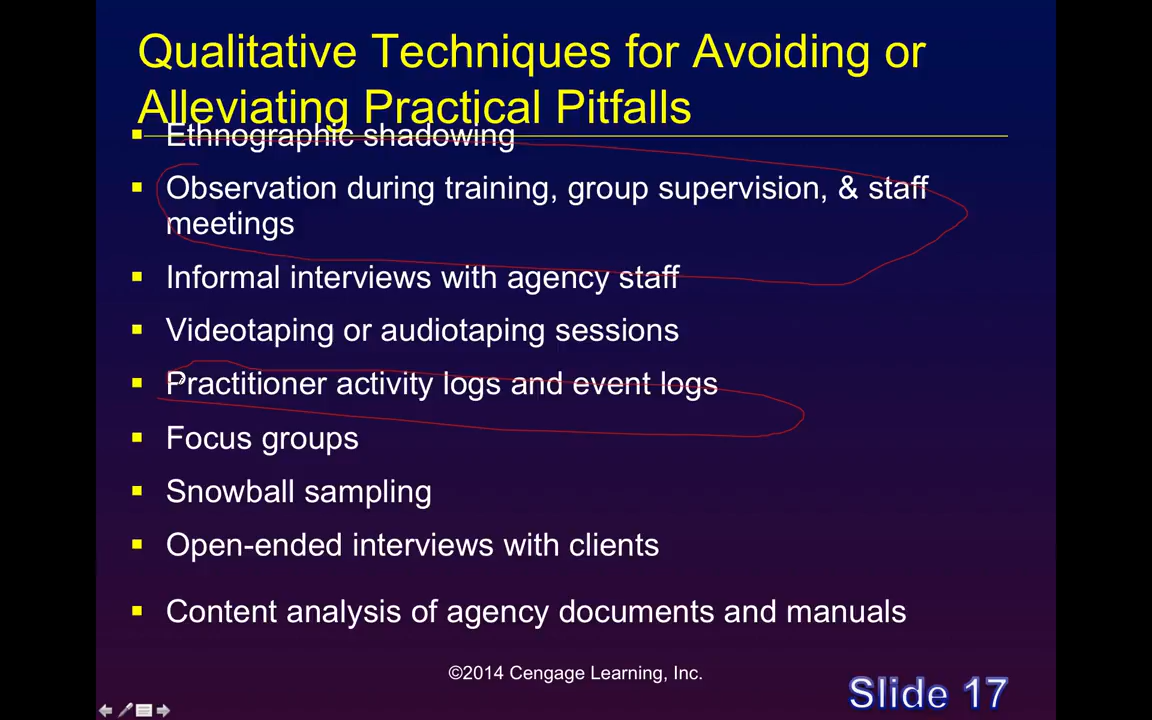 Qualitative Techniques for Avoiding or
Alleviating Practical Pitfalls
▪ Ethnographic shadowing
▪ Observation during training, group supervision, & staff
meetings
▪ Informal interviews with agency staff
▪ Videotaping or audiotaping sessions
▪ Practitioner activity logs and event logs
▪ Focus groups
▪ Snowball sampling
▪ Open-ended interviews with clients
▪ Content analysis of agency documents and manuals
©2014 Cengage Learning, Inc.
Slide 17